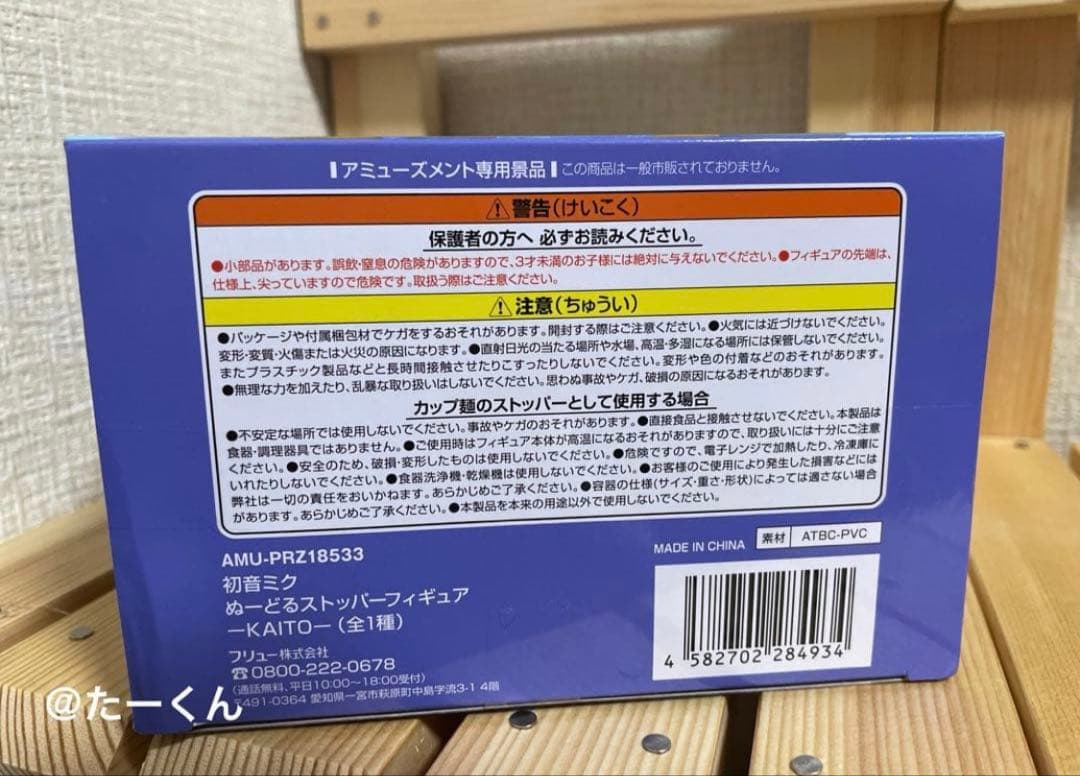 アミューズメント専用景品 この商品は一般市販されておりません。
⚠警告(けいこく)
保護者の方へ 必ずお読みください。
●小部品があります。誤飲・窒息の危険がありますので、3才未満のお子様には絶対に与えないでください。●フィギュアの先端は、
仕様上、尖っていますので危険です。取扱う際はご注意ください。
⚠注意(ちゅうい)
●パッケージや付属梱包材でケガをするおそれがあります。開封する際はご注意ください。●火気には近づけないでください。
変形・変質・火傷または火災の原因になります。●直射日光の当たる場所や水場、高温・多湿になる場所には保管しないでください。
またプラスチック製品などと長時間接触させたりこすったりしないでください。変形や色の付着などのおそれがあります。
●無理な力を加えたり、乱暴な取り扱いはしないでください。思わぬ事故やケガ、破損の原因になるおそれがあります。
カップ麺のストッパーとして使用する場合
●不安定な場所では使用しないでください。事故やケガのおそれがあります。●直接食品と接触させないでください。本製品は
食器・調理器具ではありません。●ご使用時はフィギュア本体が高温になるおそれがありますので、取り扱いには十分にご注意
ください。●安全のため、破損・変形したものは使用しないでください。●危険ですので、電子レンジで加熱したり、冷凍庫に
いれたりしないでください。●食器洗浄機・乾燥機は使用しないでください。●お客様のご使用により発生した損害などには
弊社は一切の責任をおいかねます。あらかじめご了承ください。●容器の仕様(サイズ・重さ・形状)によっては適さない場合
があります。あらかじめご了承ください。●本製品を本来の用途以外で使用しないでください。
AMU-PRZ18533
初音ミク
ぬーどるストッパーフィギュア
―KAITO―(全1種)
フリュー株式会社
☎0800-222-0678
(通話無料、平日10:00〜18:00受付)
〒491-0364 愛知県一宮市萩原町中島字流3-1 4階
MADE IN CHINA 素材 ATBC-PVC
4 582702 284934
@たーくん